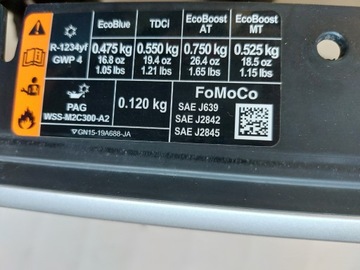 EcoBlue TDCi EcoBoost AT EcoBoost MT
R-1234yf GWP 4
0.475 kg 0.550 kg 0.750 kg 0.525 kg
16.8 oz 19.4 oz 26.4 oz 18.5 oz
1.05 lbs 1.21 lbs 1.65 lbs 1.15 lbs
PAG
WSS-M2C300-A2
0.120 kg
FoMoCo
SAE J639
SAE J2842
SAE J2845
GN15-19A688-JA